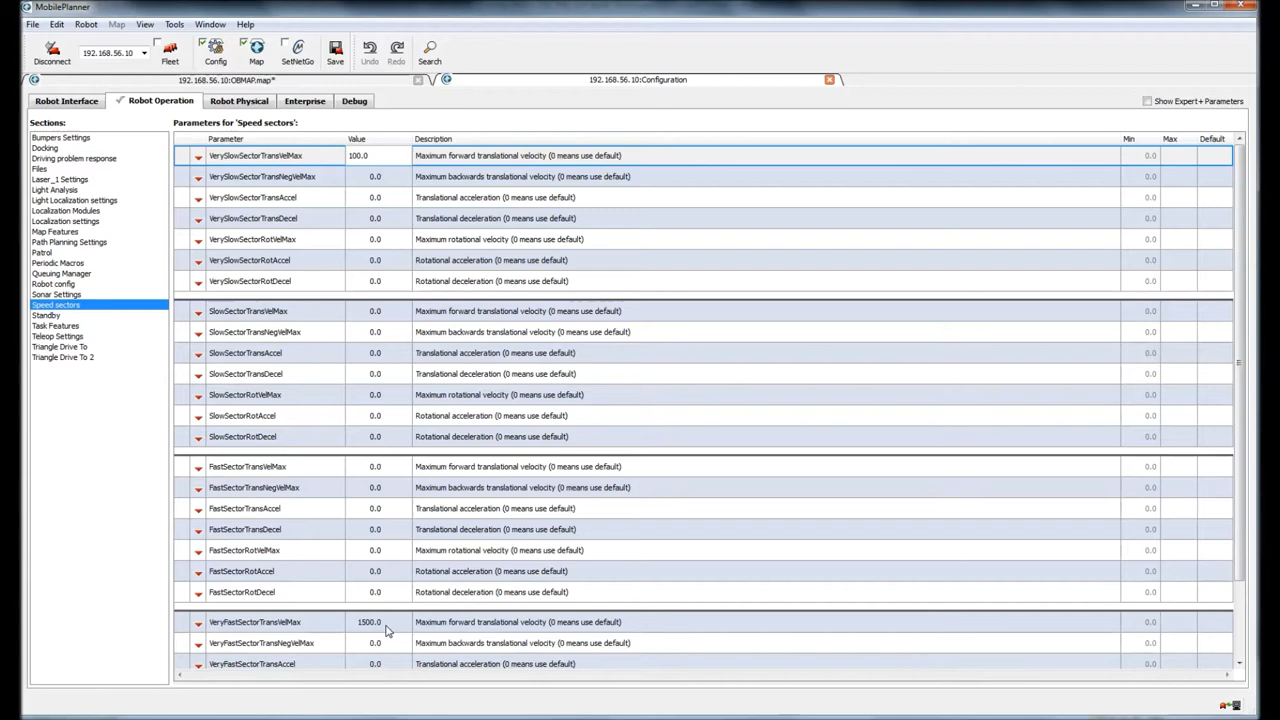 MobilePlanner
File Edit Robot Map View Tools Window
192.168.56.10
Disconnect Fleet Config Map SetNetGo Save Undo Redo Search
192.168.56.10:OBMAP.map* 192.168.56.10:Configuration
Robot Interface Robot Operation Robot Physical Enterprise Debug Show Expert+ Parameters
Sections:
Bumpers Settings
Docking
Driving problem response
Files
Laser_1 Settings
Light Analysis
Light Localization settings
Localization Modules
Localization settings
Map Features
Path Planning Settings
Patrol
Periodic Macros
Queuing Manager
Robot config
Sonar Settings
Speed sectors
Standby
Task Features
Teleop Settings
Triangle Drive To
Triangle Drive To 2
Parameters for 'Speed sectors':
Parameter Value Description Min Max Default
VerySlowSectorTransVelMax 100.0 Maximum forward translational velocity (0 means use default) 0.0
VerySlowSectorTransNegVelMax 0.0 Maximum backwards translational velocity (0 means use default) 0.0
VerySlowSectorTransAccel 0.0 Translational acceleration (0 means use default) 0.0
VerySlowSectorTransDecel 0.0 Translational deceleration (0 means use default) 0.0
VerySlowSectorRotVelMax 0.0 Maximum rotational velocity (0 means use default) 0.0
VerySlowSectorRotAccel 0.0 Rotational acceleration (0 means use default) 0.0
VerySlowSectorRotDecel 0.0 Rotational deceleration (0 means use default) 0.0
SlowSectorTransVelMax 0.0 Maximum forward translational velocity (0 means use default) 0.0
SlowSectorTransNegVelMax 0.0 Maximum backwards translational velocity (0 means use default) 0.0
SlowSectorTransAccel 0.0 Translational acceleration (0 means use default) 0.0
SlowSectorTransDecel 0.0 Translational deceleration (0 means use default) 0.0
SlowSectorRotVelMax 0.0 Maximum rotational velocity (0 means use default) 0.0
SlowSectorRotAccel 0.0 Rotational acceleration (0 means use default) 0.0
SlowSectorRotDecel 0.0 Rotational deceleration (0 means use default) 0.0
FastSectorTransVelMax 0.0 Maximum forward translational velocity (0 means use default) 0.0
FastSectorTransNegVelMax 0.0 Maximum backwards translational velocity (0 means use default) 0.0
FastSectorTransAccel 0.0 Translational acceleration (0 means use default) 0.0
FastSectorTransDecel 0.0 Translational deceleration (0 means use default) 0.0
FastSectorRotVelMax 0.0 Maximum rotational velocity (0 means use default) 0.0
FastSectorRotAccel 0.0 Rotational acceleration (0 means use default) 0.0
FastSectorRotDecel 0.0 Rotational deceleration (0 means use default) 0.0
VeryFastSectorTransVelMax 1500.0 Maximum forward translational velocity (0 means use default) 0.0
VeryFastSectorTransNegVelMax 0.0 Maximum backwards translational velocity (0 means use default) 0.0
VeryFastSectorTransAccel 0.0 Translational acceleration (0 means use default) 0.0